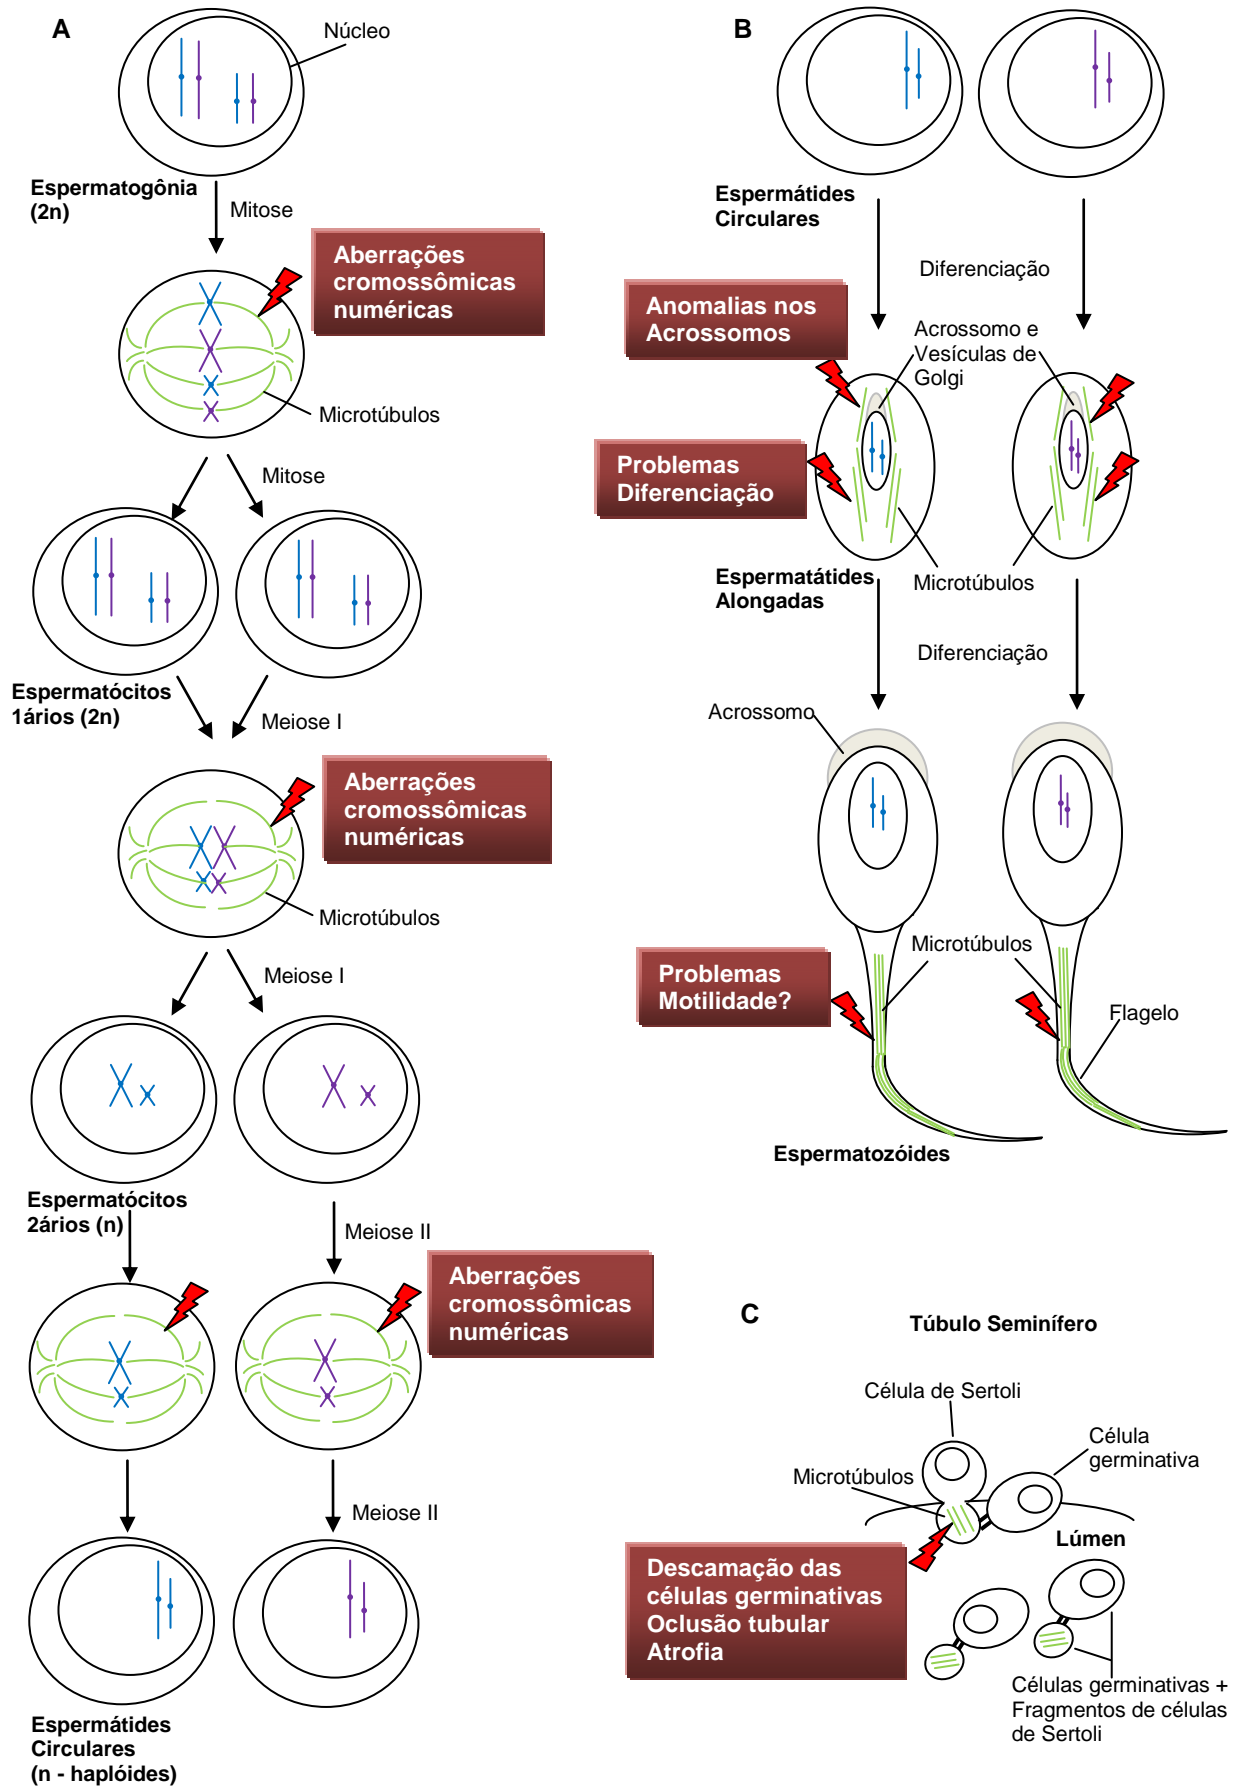 A
Núcleo
Espermatogônia
(2n)
Mitose
Aberrações
cromossômicas
numéricas
Microtúbulos
Mitose
Espermatócitos
1ários (2n)
Meiose I
Aberrações
cromossômicas
numéricas
Microtúbulos
Meiose I
Espermatócitos
2ários (n)
Meiose II
Aberrações
cromossômicas
numéricas
Meiose II
Espermátides
Circulares
(n - haplóides)
B
Espermátides
Circulares
Diferenciação
Anomalias nos
Acrossomos
Acrossomo e
Vesículas de
Golgi
Problemas
Diferenciação
Espermatátides
Alongadas
Microtúbulos
Diferenciação
Acrossomo
Microtúbulos
Problemas
Motilidade?
Flagelo
Espermatozóides
C
Túbulo Seminífero
Célula de Sertoli
Célula
germinativa
Microtúbulos
Lúmen
Descamação das
células germinativas
Oclusão tubular
Atrofia
Células germinativas +
Fragmentos de células
de Sertoli